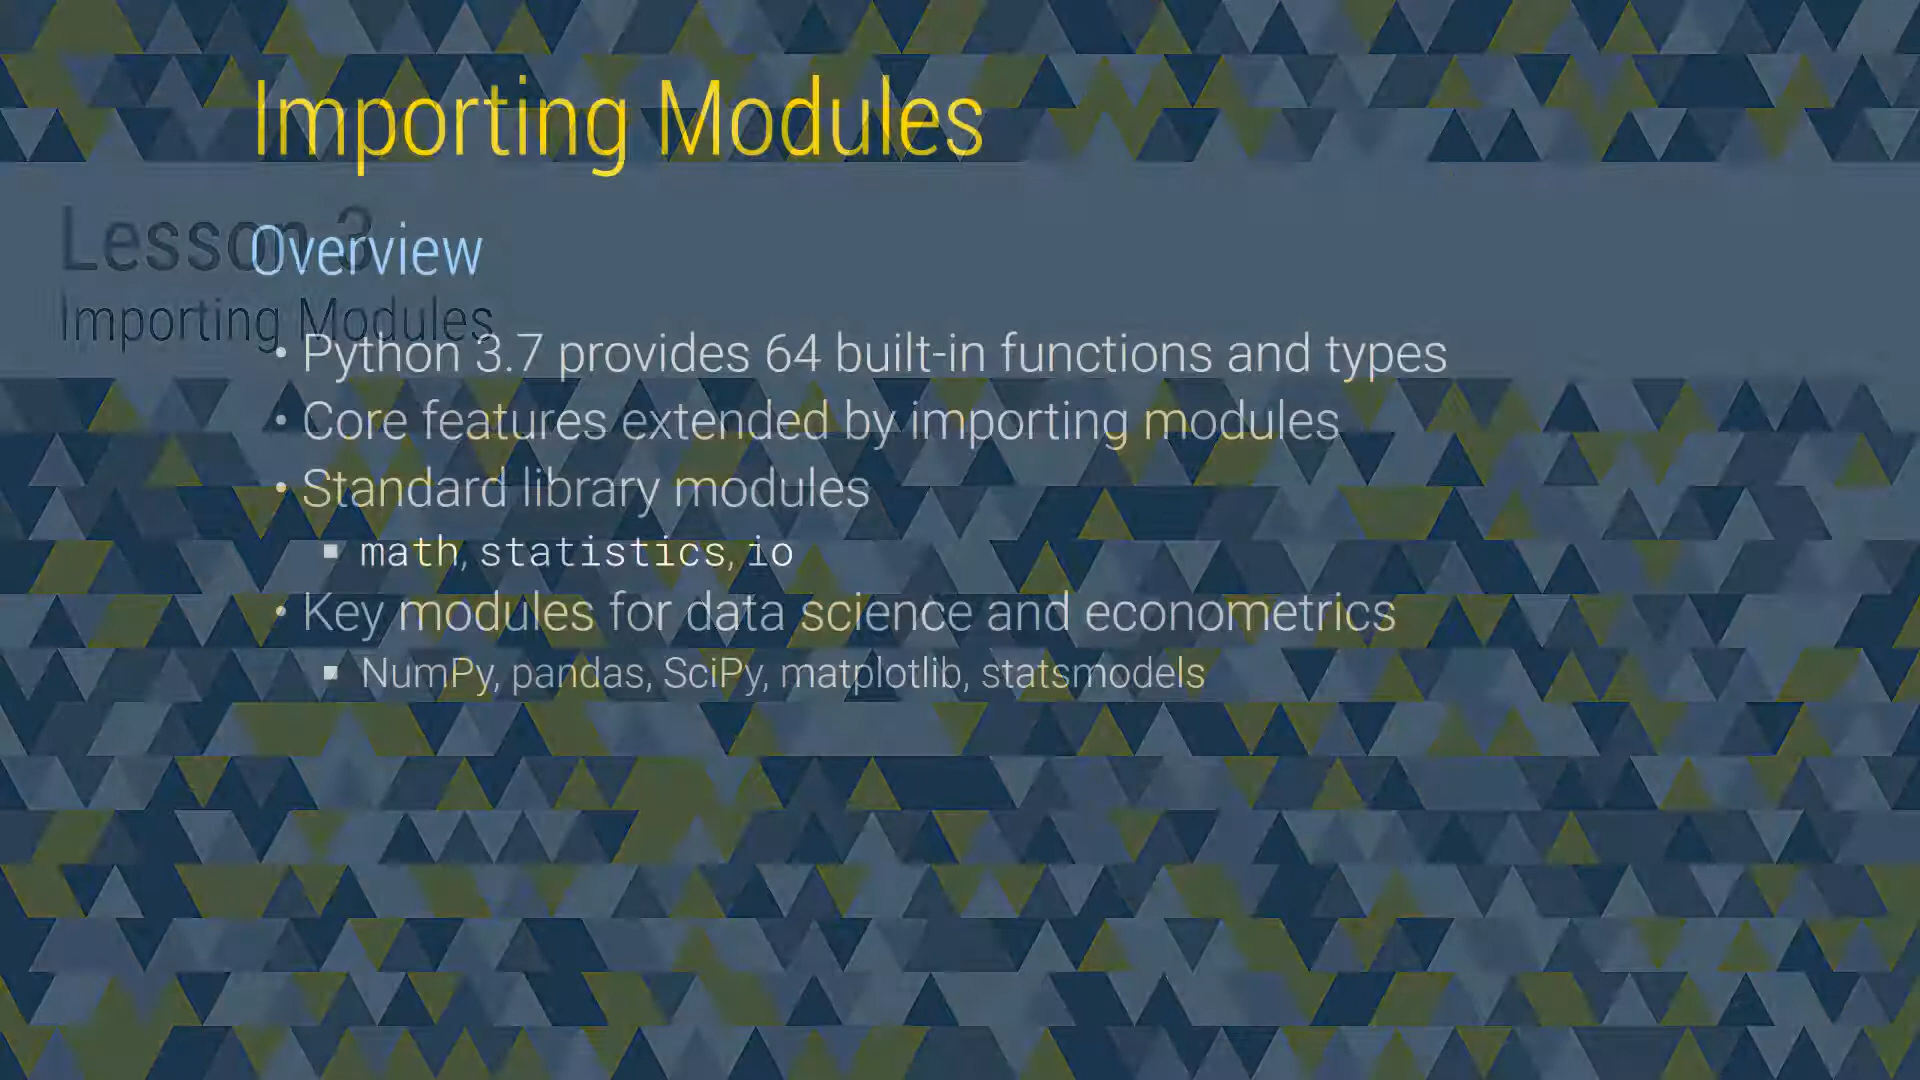 Importing Modules
Lesson 3
Overview
Importing Modules
• Python 3.7 provides 64 built-in functions and types
• Core features extended by importing modules
• Standard library modules
▪ math, statistics, io
• Key modules for data science and econometrics
▪ NumPy, pandas, SciPy, matplotlib, statsmodels